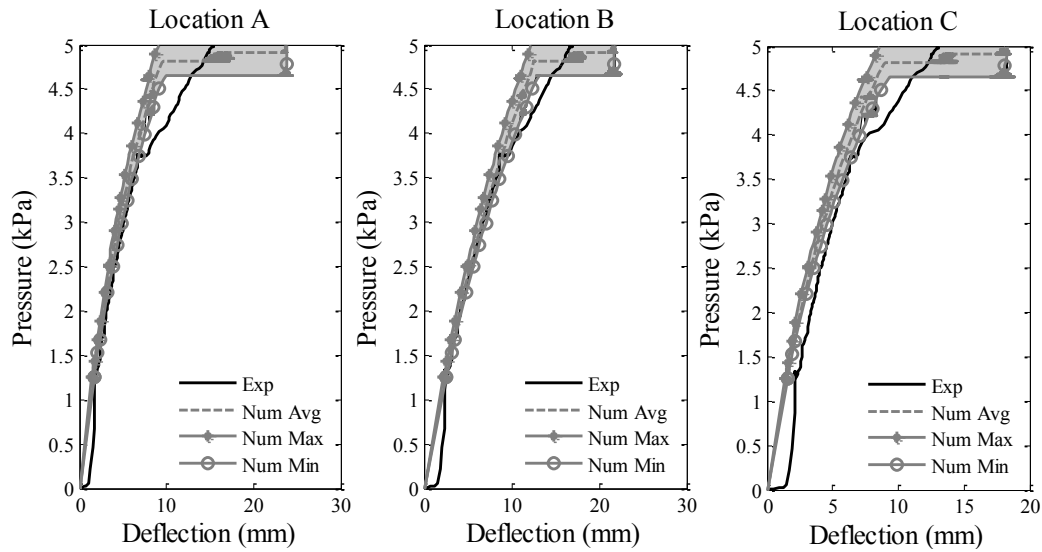 Location A
Location B
Location C
5
4.5
4
3.5
3
2.5
2
1.5
1
0.5
0
Pressure (kPa)
0
10
20
30
Deflection (mm)
Exp
Num Avg
Num Max
Num Min
5
4.5
4
3.5
3
2.5
2
1.5
1
0.5
0
Pressure (kPa)
0
10
20
30
Deflection (mm)
Exp
Num Avg
Num Max
Num Min
5
4.5
4
3.5
3
2.5
2
1.5
1
0.5
0
Pressure (kPa)
0
5
10
15
20
Deflection (mm)
Exp
Num Avg
Num Max
Num Min